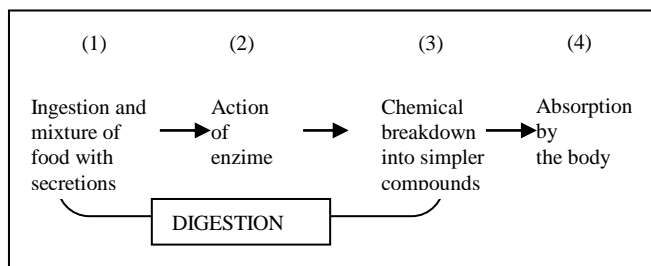 (1) (2) (3) (4)
Ingestion and
mixture of
food with
secretions
Action
of
enzime
Chemical
breakdown
into simpler
compounds
Absorption
by
the body
DIGESTION